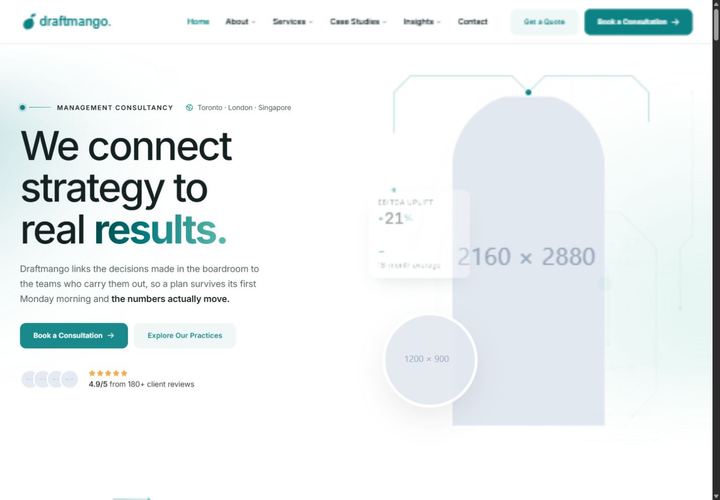 draftmango.
Home About Services Case Studies Insights Contact Get a Quote Book a Consultation
MANAGEMENT CONSULTANCY Toronto · London · Singapore
We connect
strategy to
real results.
EBITDA UPLIFT
+21%
18 month average
2160 × 2880
Draftmango links the decisions made in the boardroom to
the teams who carry them out, so a plan survives its first
Monday morning and the numbers actually move.
Book a Consultation Explore Our Practices
1200 × 900
4.9/5 from 180+ client reviews